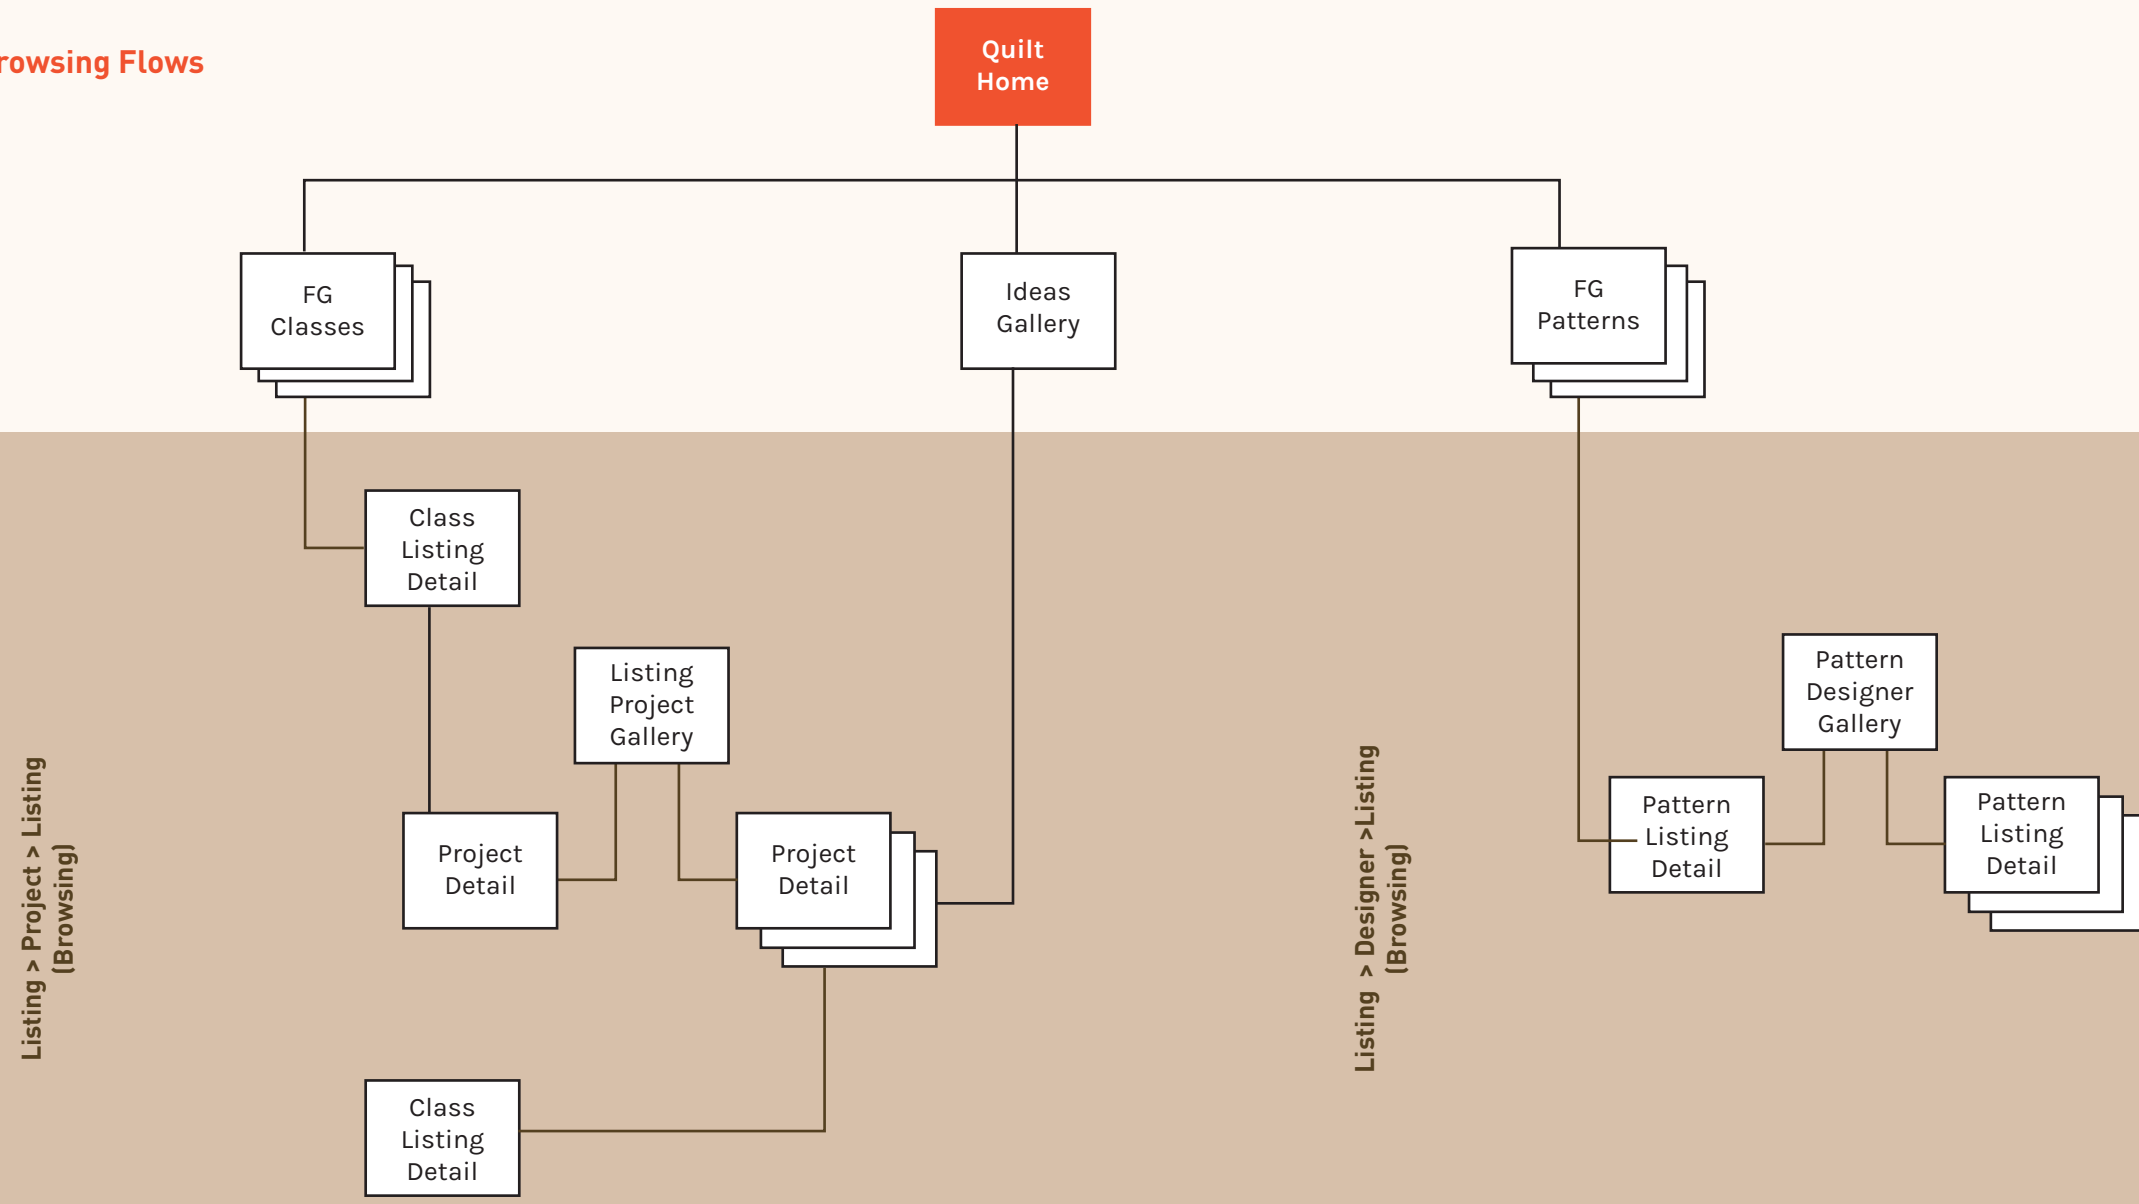 rowsing Flows
Quilt
Home
FG
Classes
Ideas
Gallery
FG
Patterns
Class
Listing
Detail
Listing
Project
Gallery
Pattern
Designer
Gallery
Listing > Project > Listing
(Browsing)
Project
Detail
Project
Detail
Listing > Designer >Listing
(Browsing)
Pattern
Listing
Detail
Pattern
Listing
Detail
Class
Listing
Detail